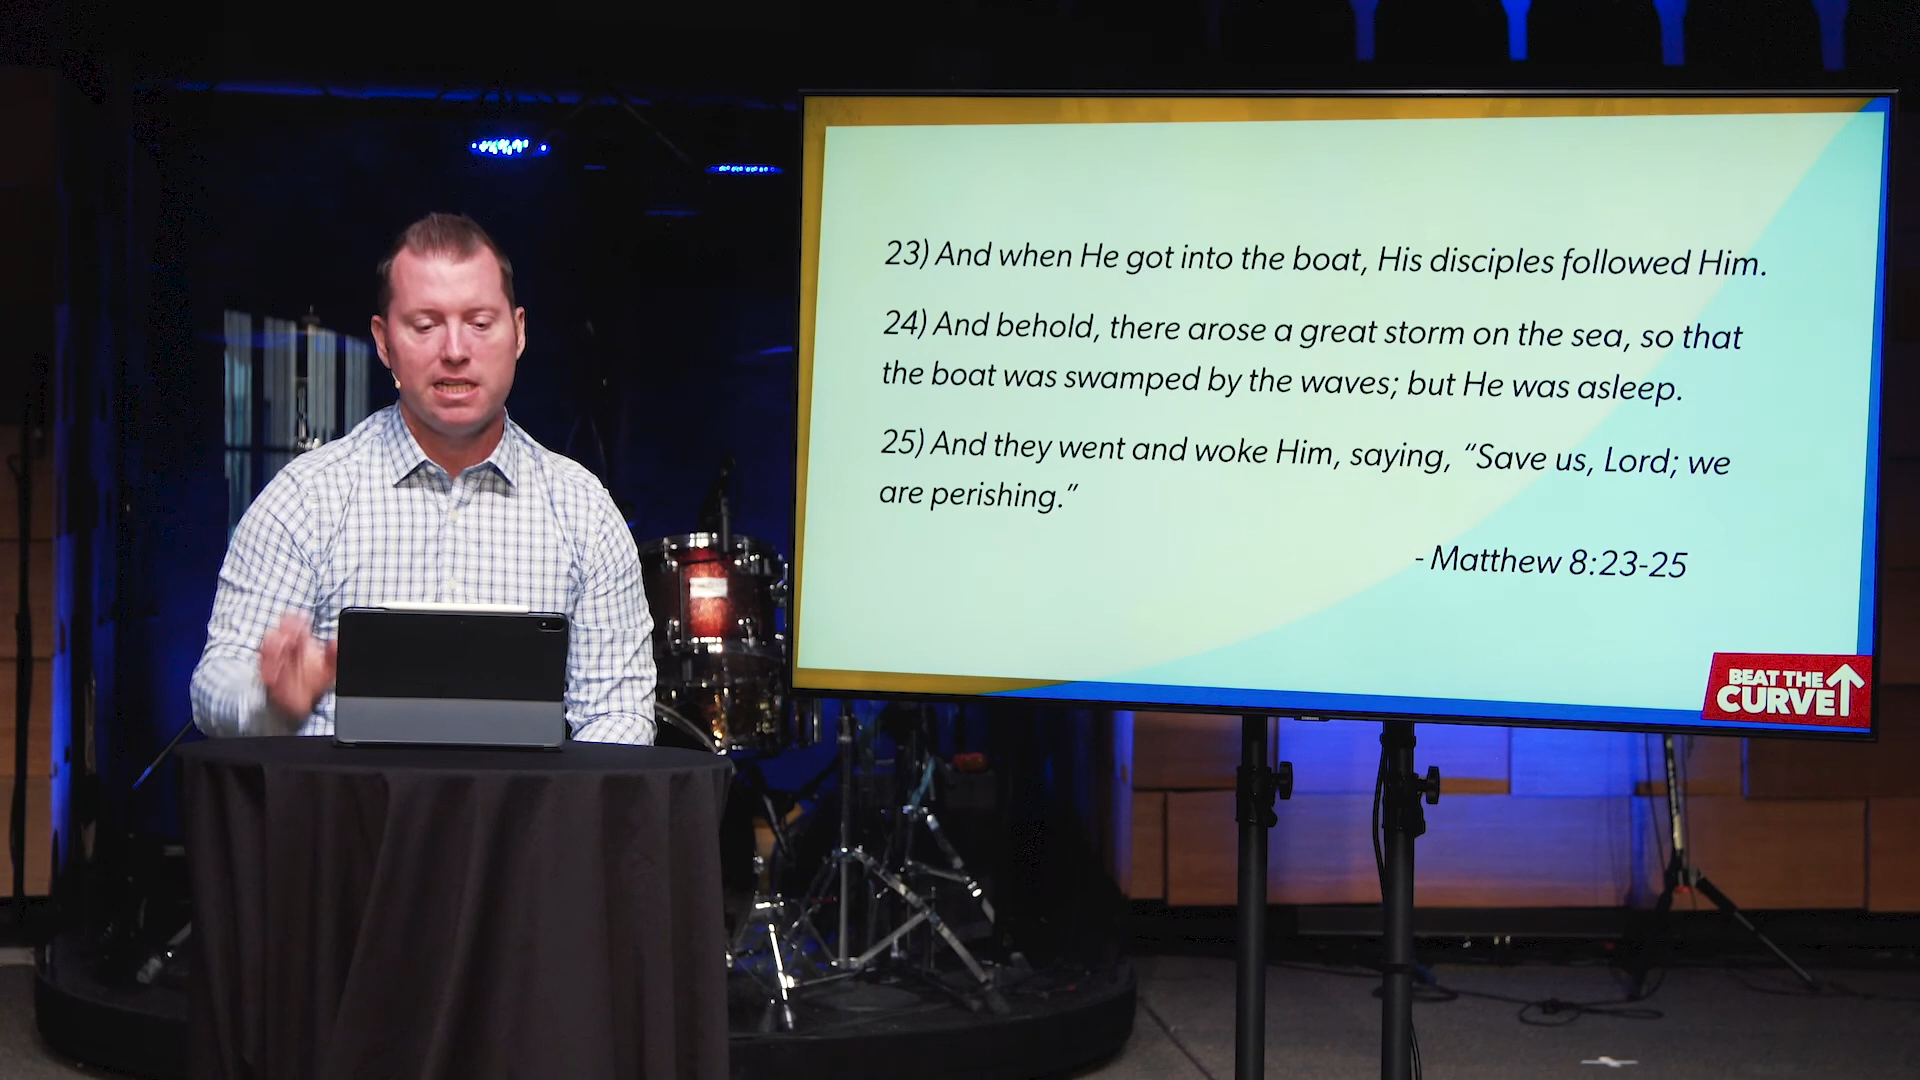 23) And when He got into the boat, His disciples followed Him.
24) And behold, there arose a great storm on the sea, so that
the boat was swamped by the waves; but He was asleep.
25) And they went and woke Him, saying, “Save us, Lord; we
are perishing.”
- Matthew 8:23-25
BEAT THE
CURVE